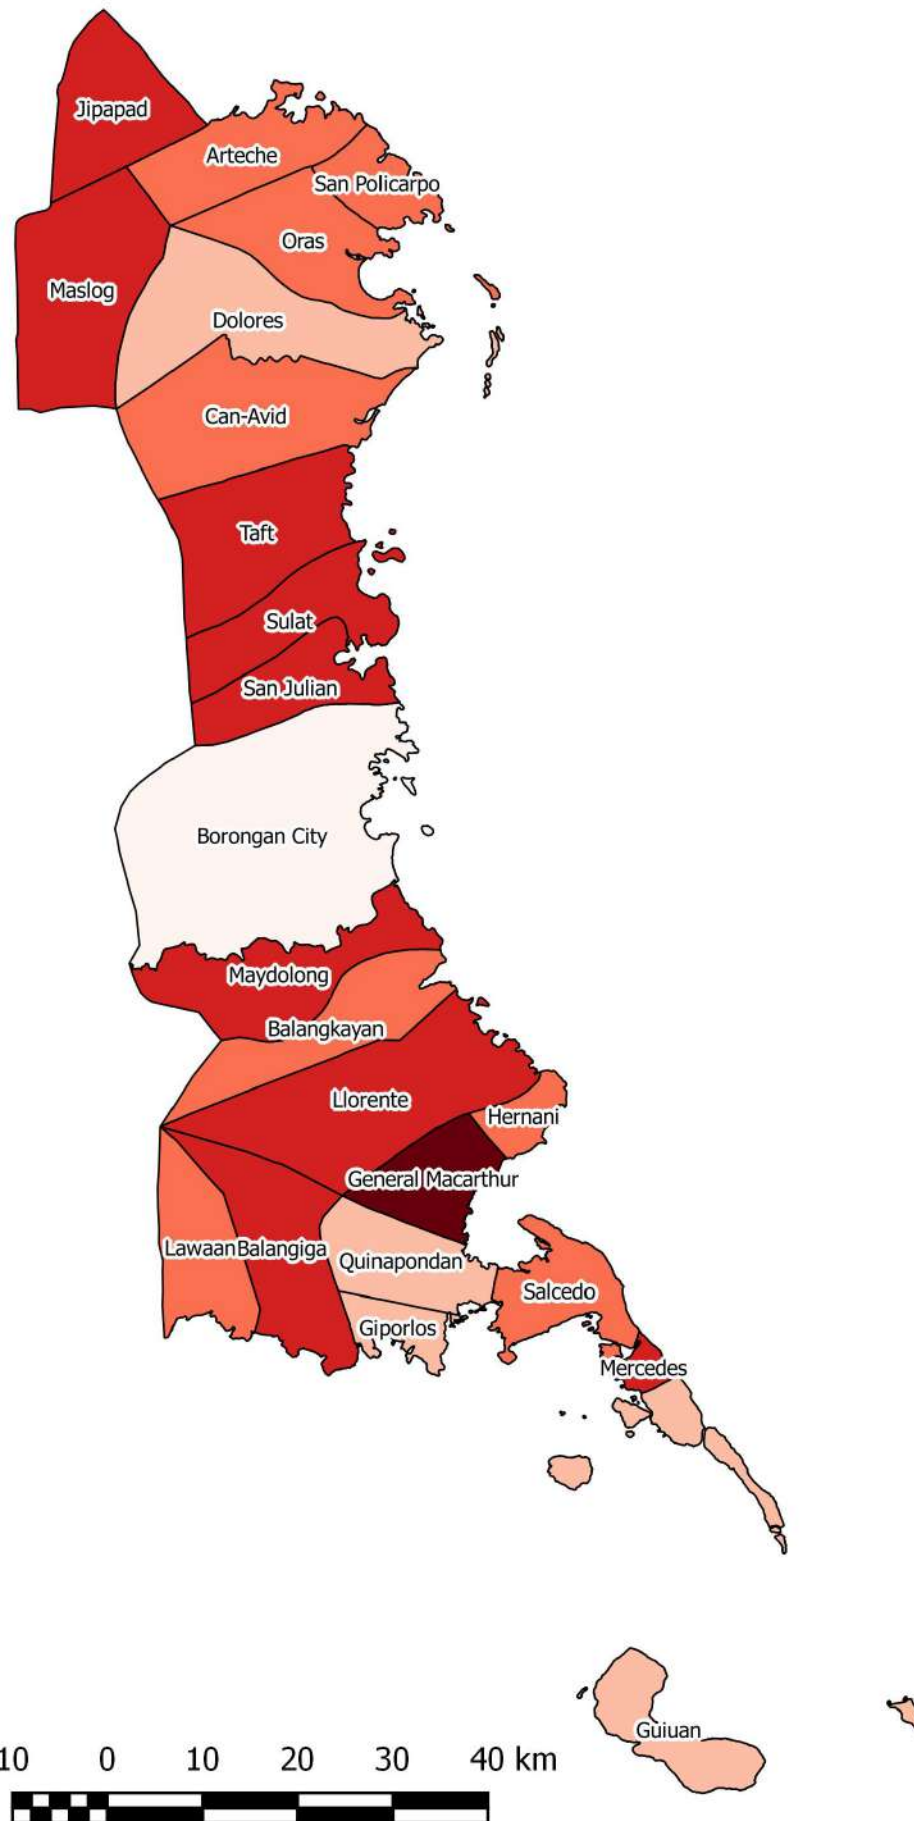 Jipapad
Arteche
San Policarpo
Oras
Maslog
Dolores
Can-Avid
Taft
Sulat
San Julian
Borongan City
Maydolong
Balangkayan
Llorente
Hernani
General Macarthur
Lawaan
Balangiga
Quinapondan
Salcedo
Giporlos
Mercedes
Guiuan
10 0 10 20 30 40 km